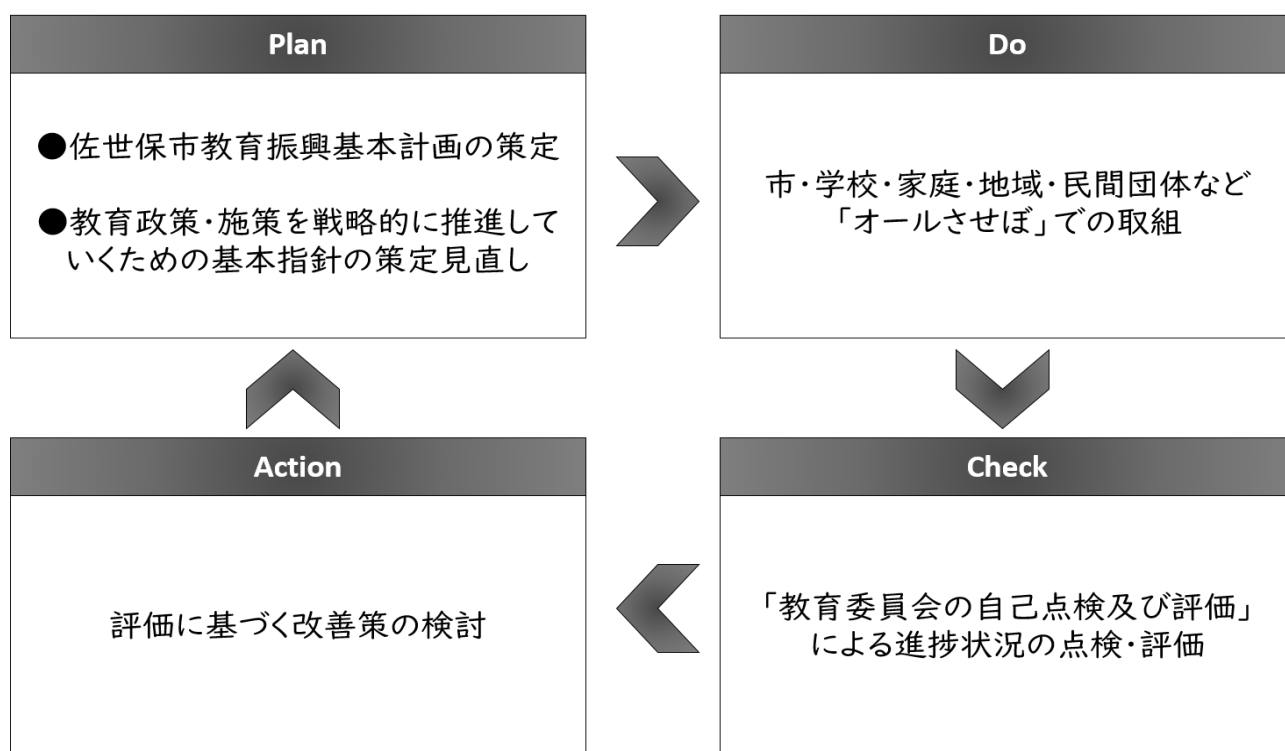 Plan
●佐世保市教育振興基本計画の策定
●教育政策・施策を戦略的に推進して
いくための基本指針の策定見直し
Do
市・学校・家庭・地域・民間団体など
「オールさせぼ」での取組
Check
「教育委員会の自己点検及び評価」
による進捗状況の点検・評価
Action
評価に基づく改善策の検討